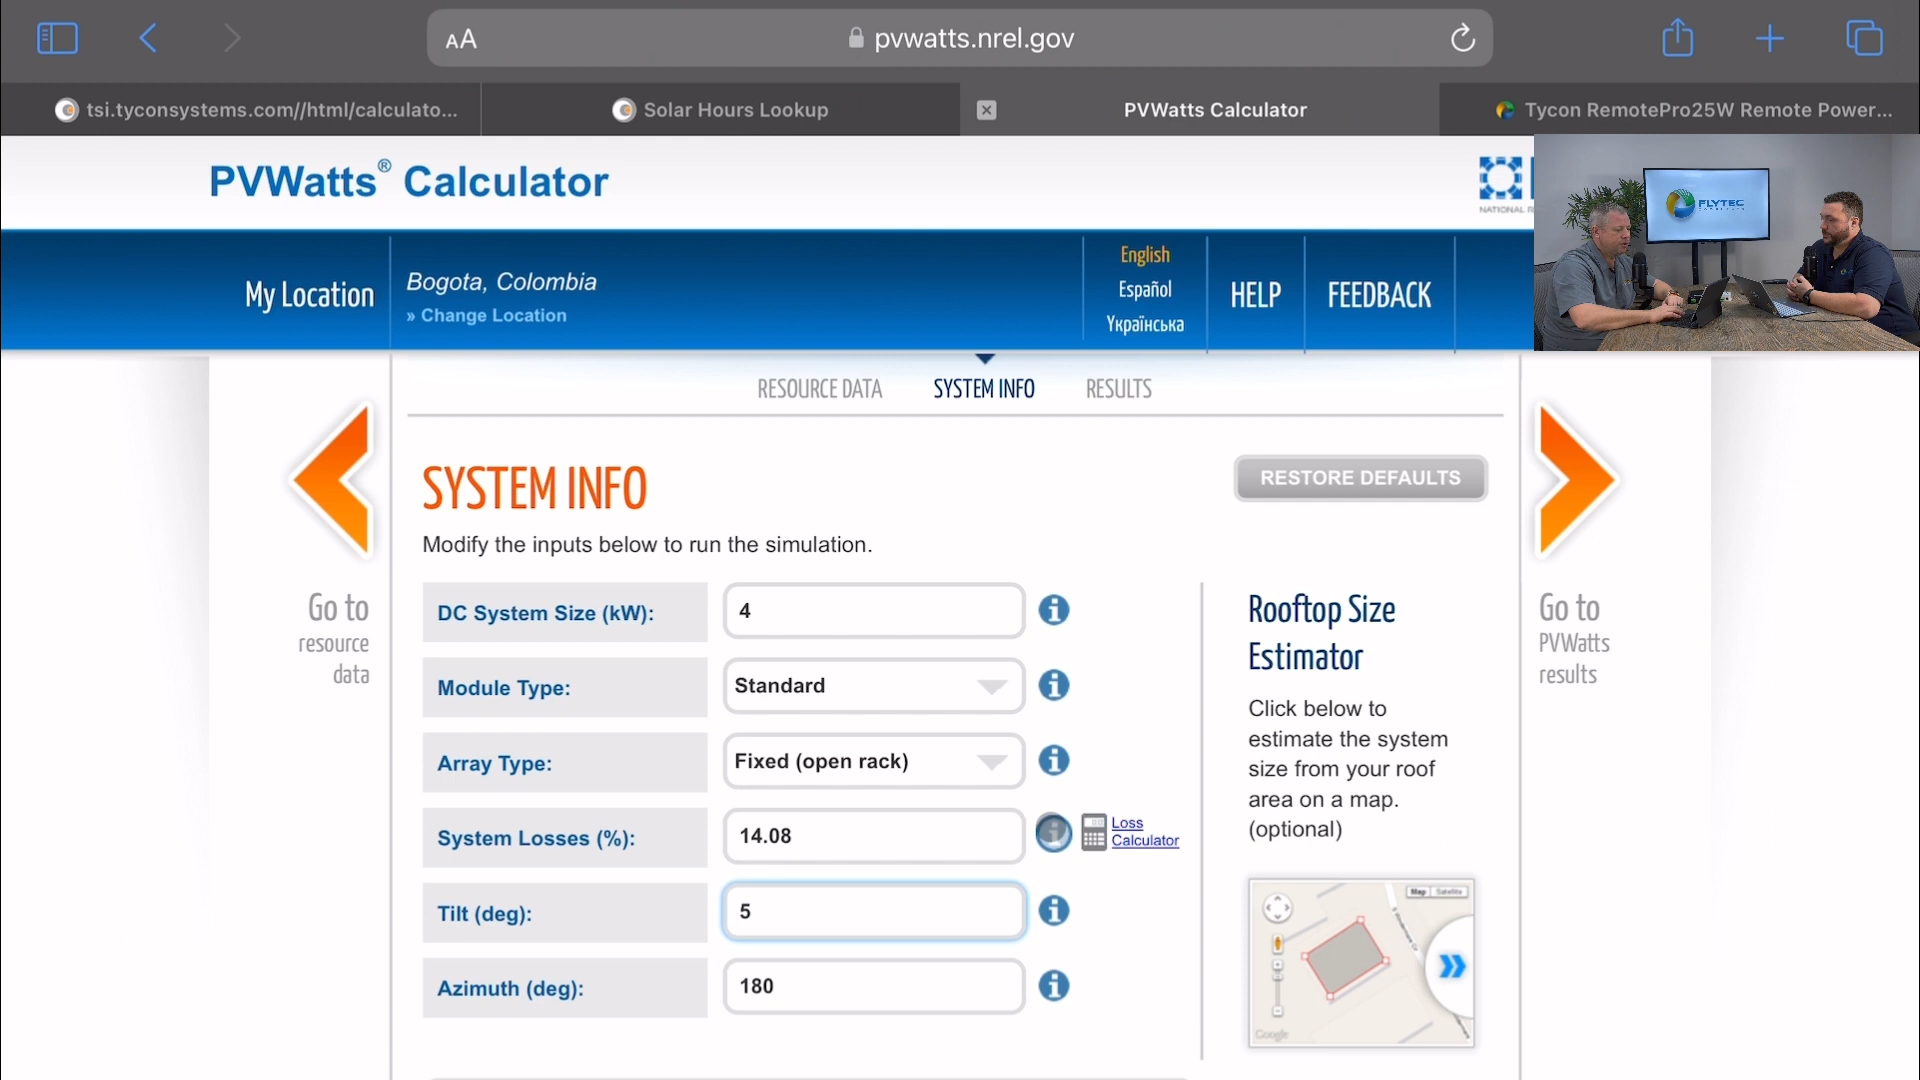 AA
pvwatts.nrel.gov
tsi.tyconsystems.com//html/calculato...
Solar Hours Lookup
PVWatts Calculator
Tycon RemotePro25W Remote Power...
PVWatts® Calculator
NATIONAL R
FLYTEC
My Location
Bogota, Colombia
» Change Location
English
Español
Українська
HELP
FEEDBACK
RESOURCE DATA
SYSTEM INFO
RESULTS
SYSTEM INFO
RESTORE DEFAULTS
Modify the inputs below to run the simulation.
Go to
resource
data
DC System Size (kW):
4
Module Type:
Standard
Array Type:
Fixed (open rack)
System Losses (%):
14.08
Loss
Calculator
Tilt (deg):
5
Azimuth (deg):
180
Rooftop Size
Estimator
Click below to
estimate the system
size from your roof
area on a map.
(optional)
Map
Satellite
Google
Go to
PVWatts
results